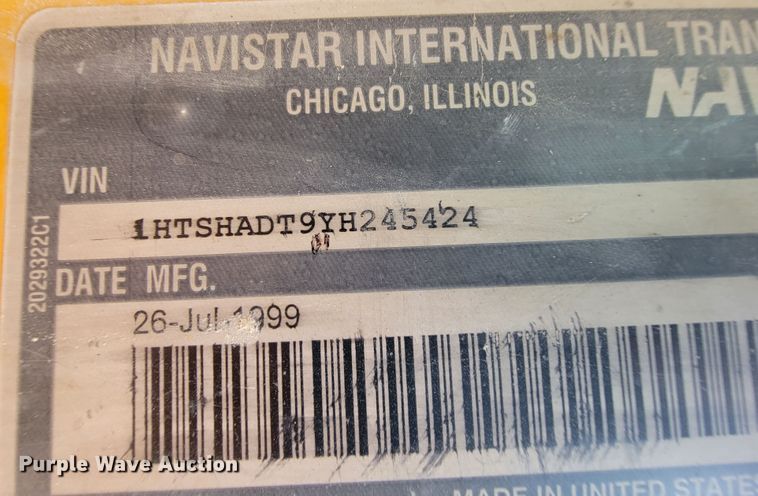 NAVISTAR INTERNATIONAL TRAN
CHICAGO, ILLINOIS
NAV
VIN
1HTSHADT9YH245424
2029322C1
DATE MFG.
26-Jul-1999
Purple Wave Auction
MADE IN UNITED STATES